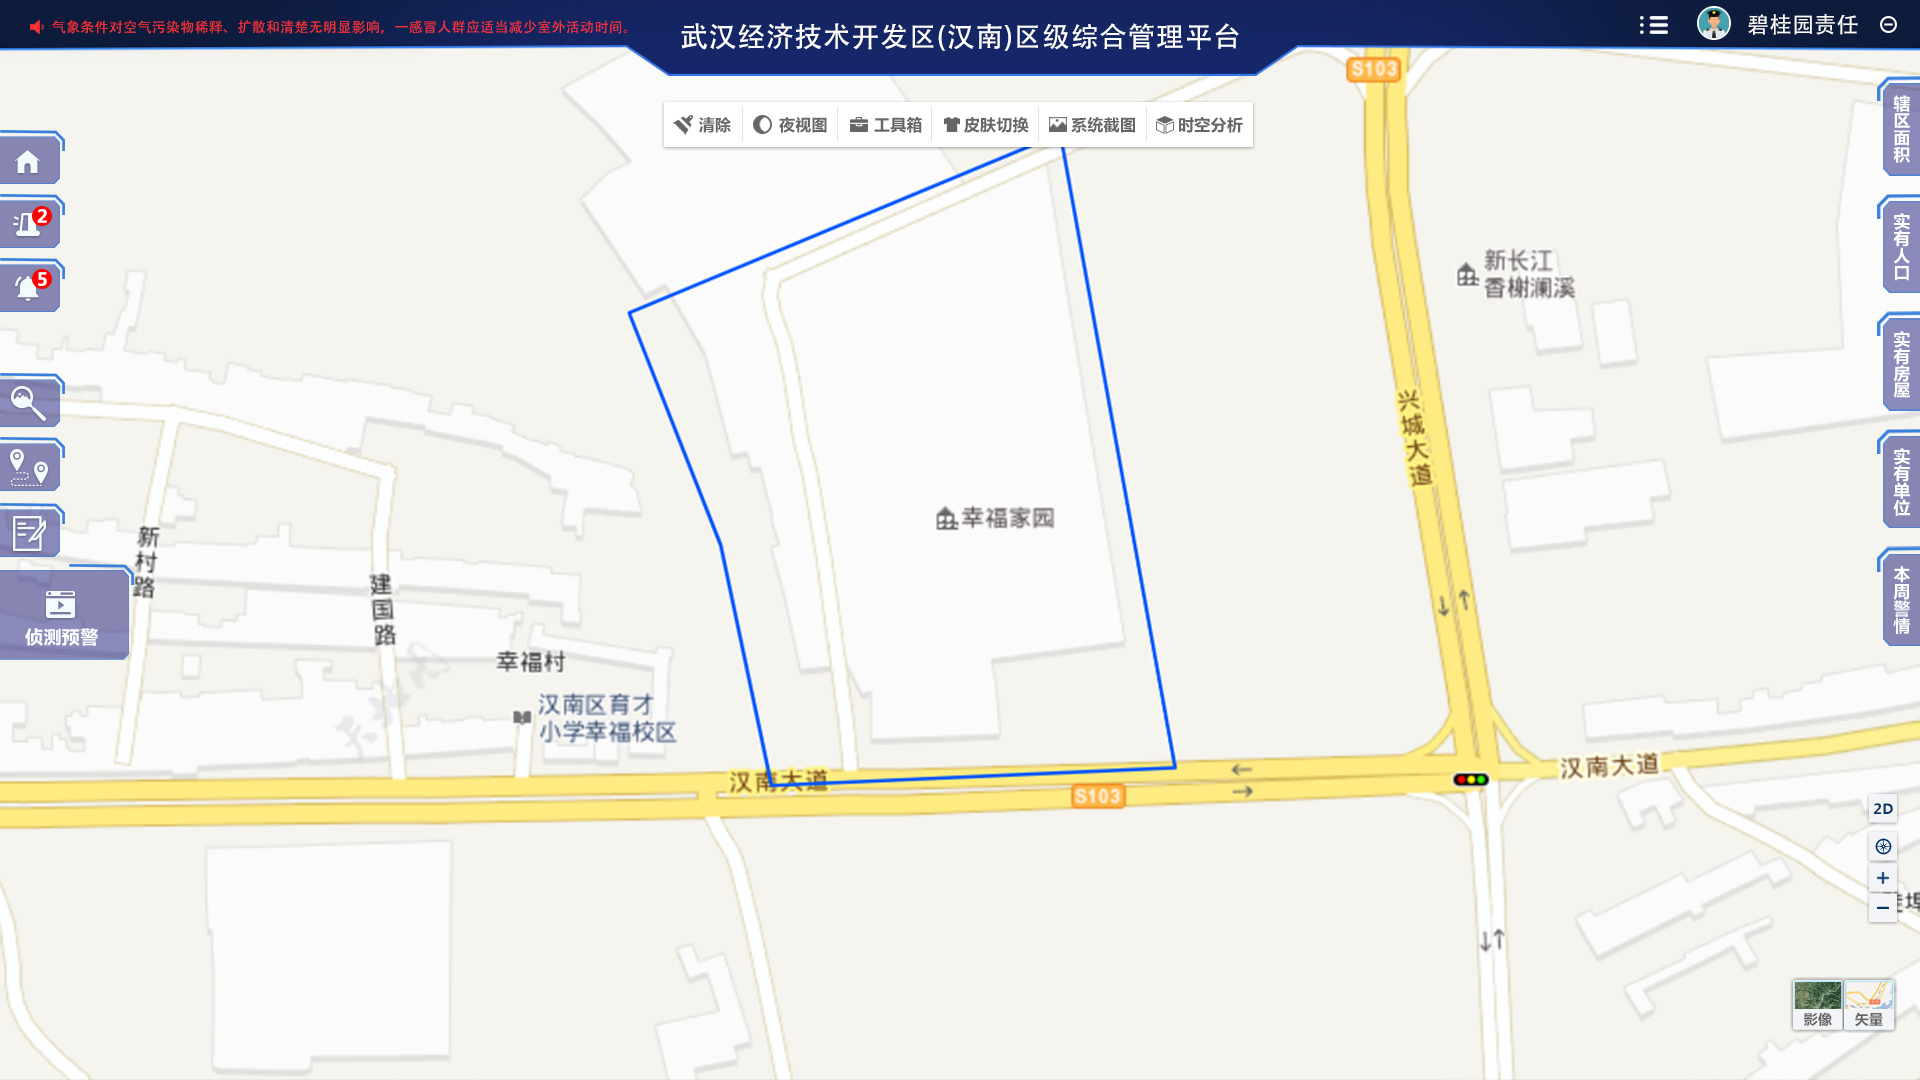 气象条件对空气污染物稀释、扩散和清楚无明显影响，一感冒人群应适当减少室外活动时间。
武汉经济技术开发区(汉南)区级综合管理平台
碧桂园责任
清除
夜视图
工具箱
皮肤切换
系统截图
时空分析
2
5
侦测预警
辖区面积
实有人口
实有房屋
实有单位
本周警情
S103
新长江
香榭澜溪
兴城大道
幸福家园
新村路
建国路
幸福村
汉南区育才
小学幸福校区
汉南大道
S103
汉南大道
2D
影像
矢量